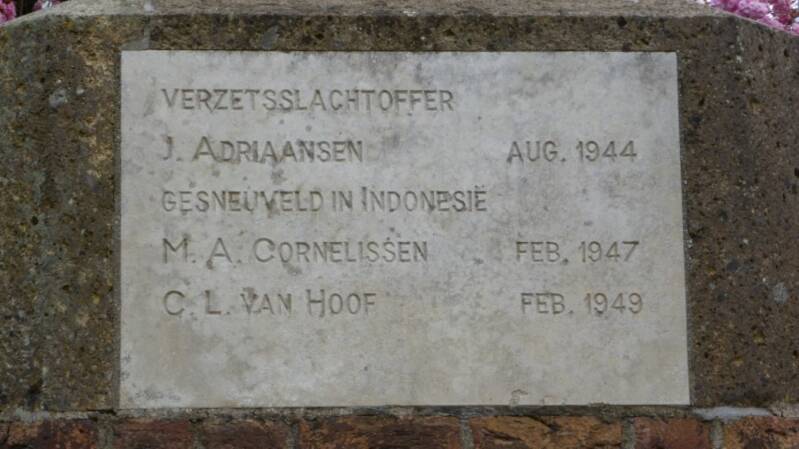 VERZETSSLACHTOFFER
J. ADRIAANSEN AUG. 1944
GESNEUVELD IN INDONESIË
M. A. CORNELISSEN FEB. 1947
C. L. VAN HOOF FEB. 1949